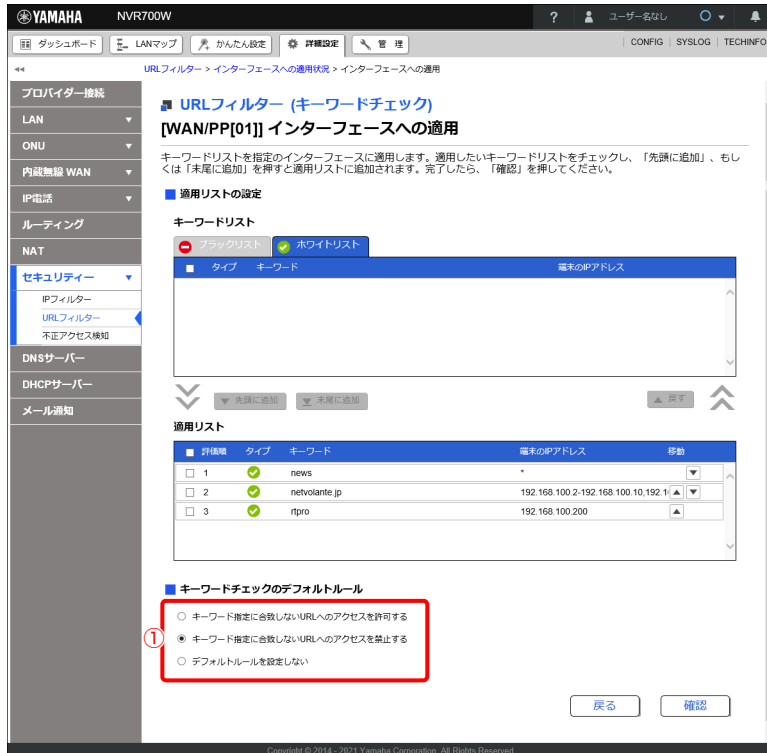 YAMAHA NVR700W ? ユーザー名なし
ダッシュボード LANマップ かんたん設定 詳細設定 管 理 CONFIG SYSLOG TECHINFO
URLフィルター > インターフェースへの適用状況 > インターフェースへの適用
プロバイダー接続
LAN
ONU
内蔵無線 WAN
IP電話
ルーティング
NAT
セキュリティー
IPフィルター
URLフィルター
不正アクセス検知
DNSサーバー
DHCPサーバー
メール通知
URLフィルター (キーワードチェック)
[WAN/PP[01]] インターフェースへの適用
キーワードリストを指定のインターフェースに適用します。適用したいキーワードリストをチェックし、「先頭に追加」、もし
くは「末尾に追加」を押すと適用リストに追加されます。完了したら、「確認」を押してください。
適用リストの設定
キーワードリスト
ブラックリスト ホワイトリスト
タイプ キーワード 端末のIPアドレス
先頭に追加 末尾に追加 戻す
適用リスト
評価順 タイプ キーワード 端末のIPアドレス 移動
1 news *
2 netvolante.jp 192.168.100.2-192.168.100.10,192.1
3 rtpro 192.168.100.200
キーワードチェックのデフォルトルール
キーワード指定に合致しないURLへのアクセスを許可する
① キーワード指定に合致しないURLへのアクセスを禁止する
デフォルトルールを設定しない
戻る 確認
Copyright © 2014 - 2021 Yamaha Corporation. All Rights Reserved.